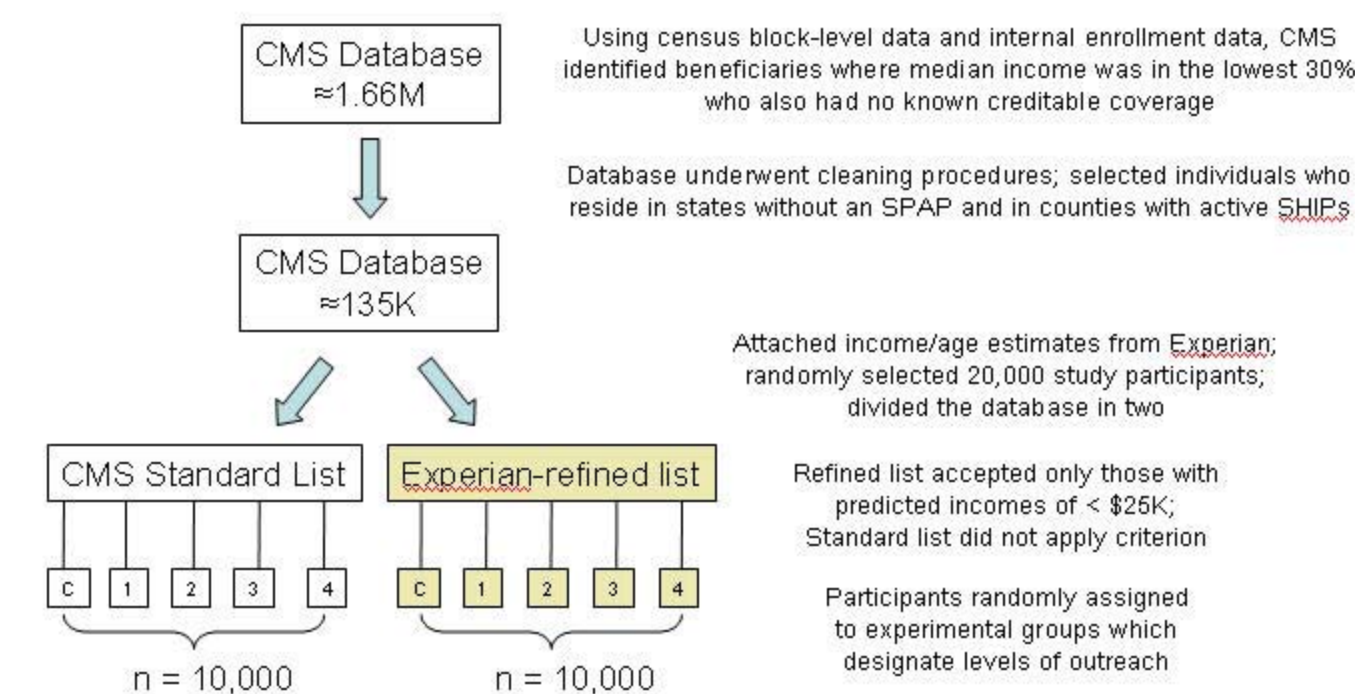 CMS Database
≈1.66M
Using census block-level data and internal enrollment data, CMS
identified beneficiaries where median income was in the lowest 30%
who also had no known creditable coverage
Database underwent cleaning procedures; selected individuals who
reside in states without an SPAP and in counties with active SHIPs
CMS Database
≈135K
Attached income/age estimates from Experian;
randomly selected 20,000 study participants;
divided the database in two
CMS Standard List
Experian-refined list
Refined list accepted only those with
predicted incomes of < $25K;
Standard list did not apply criterion
C 1 2 3 4
C 1 2 3 4
Participants randomly assigned
to experimental groups which
designate levels of outreach
n = 10,000
n = 10,000